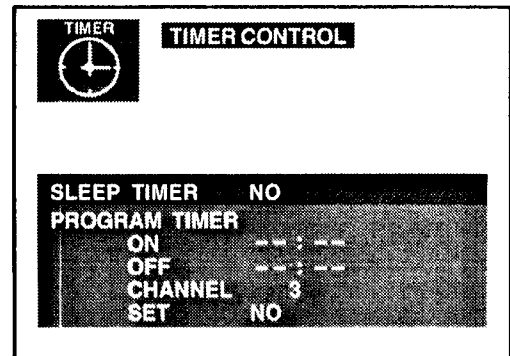 TIMER
TIMER CONTROL
SLEEP TIMER NO
PROGRAM TIMER
ON -- : --
OFF -- : --
CHANNEL 3
SET NO